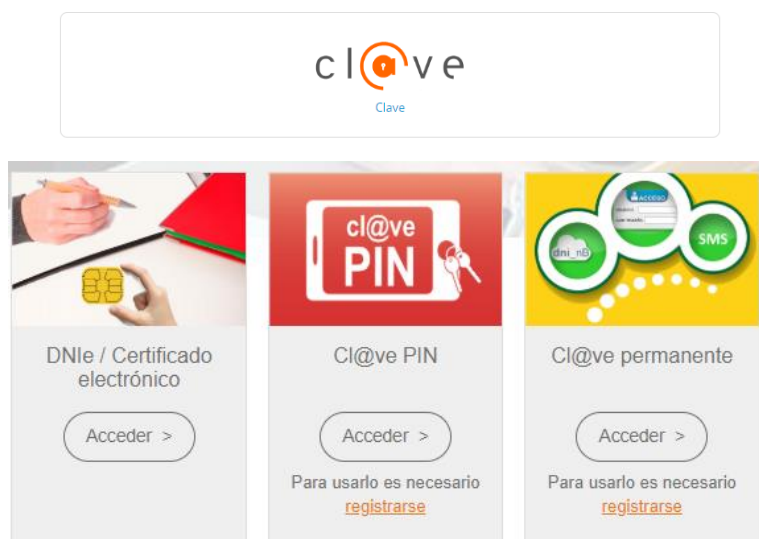 cl@ve
Clave
DNIe / Certificado
electrónico
Acceder >
cl@ve
PIN
Cl@ve PIN
Acceder >
Para usarlo es necesario
registrarse
ACCESO
dni_nB
SMS
Cl@ve permanente
Acceder >
Para usarlo es necesario
registrarse